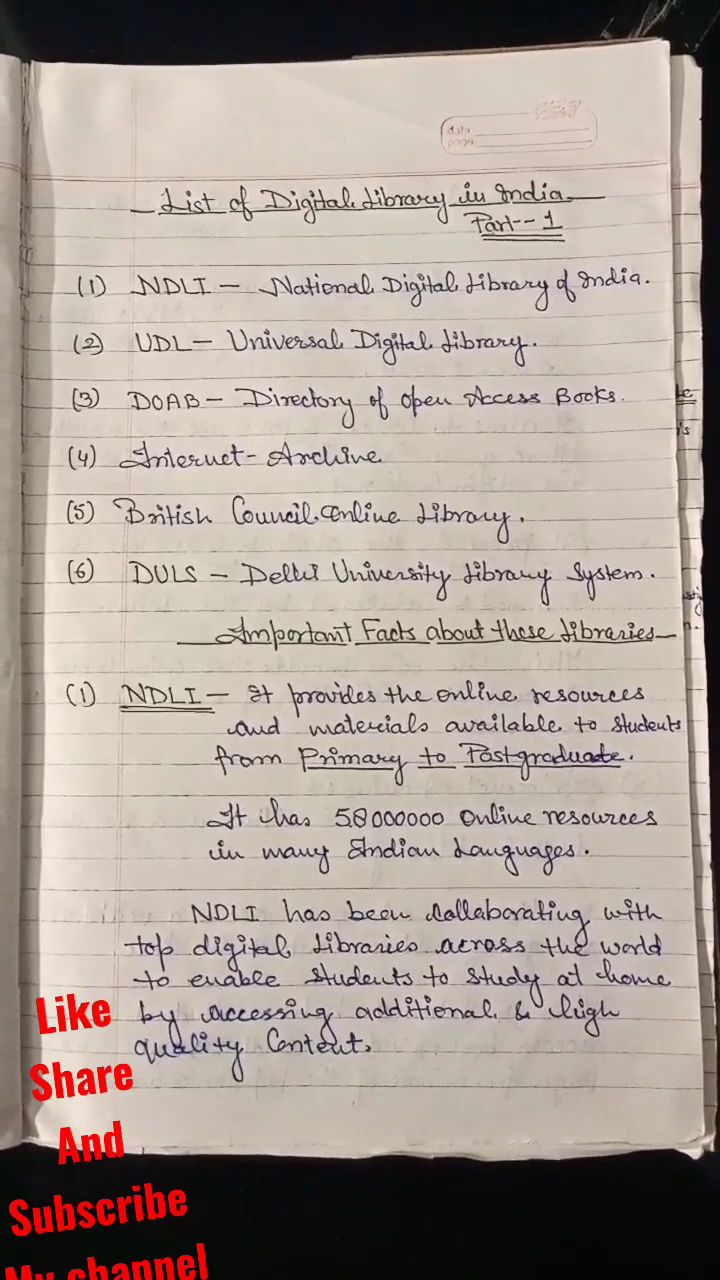 data
page
List of Digital Library in India
Part-- 1
(1) NDLI – National Digital Library of India.
(2) UDL – Universal Digital Library.
(3) DOAB – Directory of Open Access Books.
(4) Internet - Archive
(5) British Council Online Library.
(6) DULS – Delhi University Library System.
Important Facts about these Libraries –
(1) NDLI – It provides the online resources
and materials available to students
from Primary to Postgraduate.
It has 58000000 online resources
in many Indian Languages.
NDLI has been collaborating with
top digital libraries across the world
to enable students to study at home
by accessing additional & high
quality Content.
Like
Share
And
Subscribe
My channel